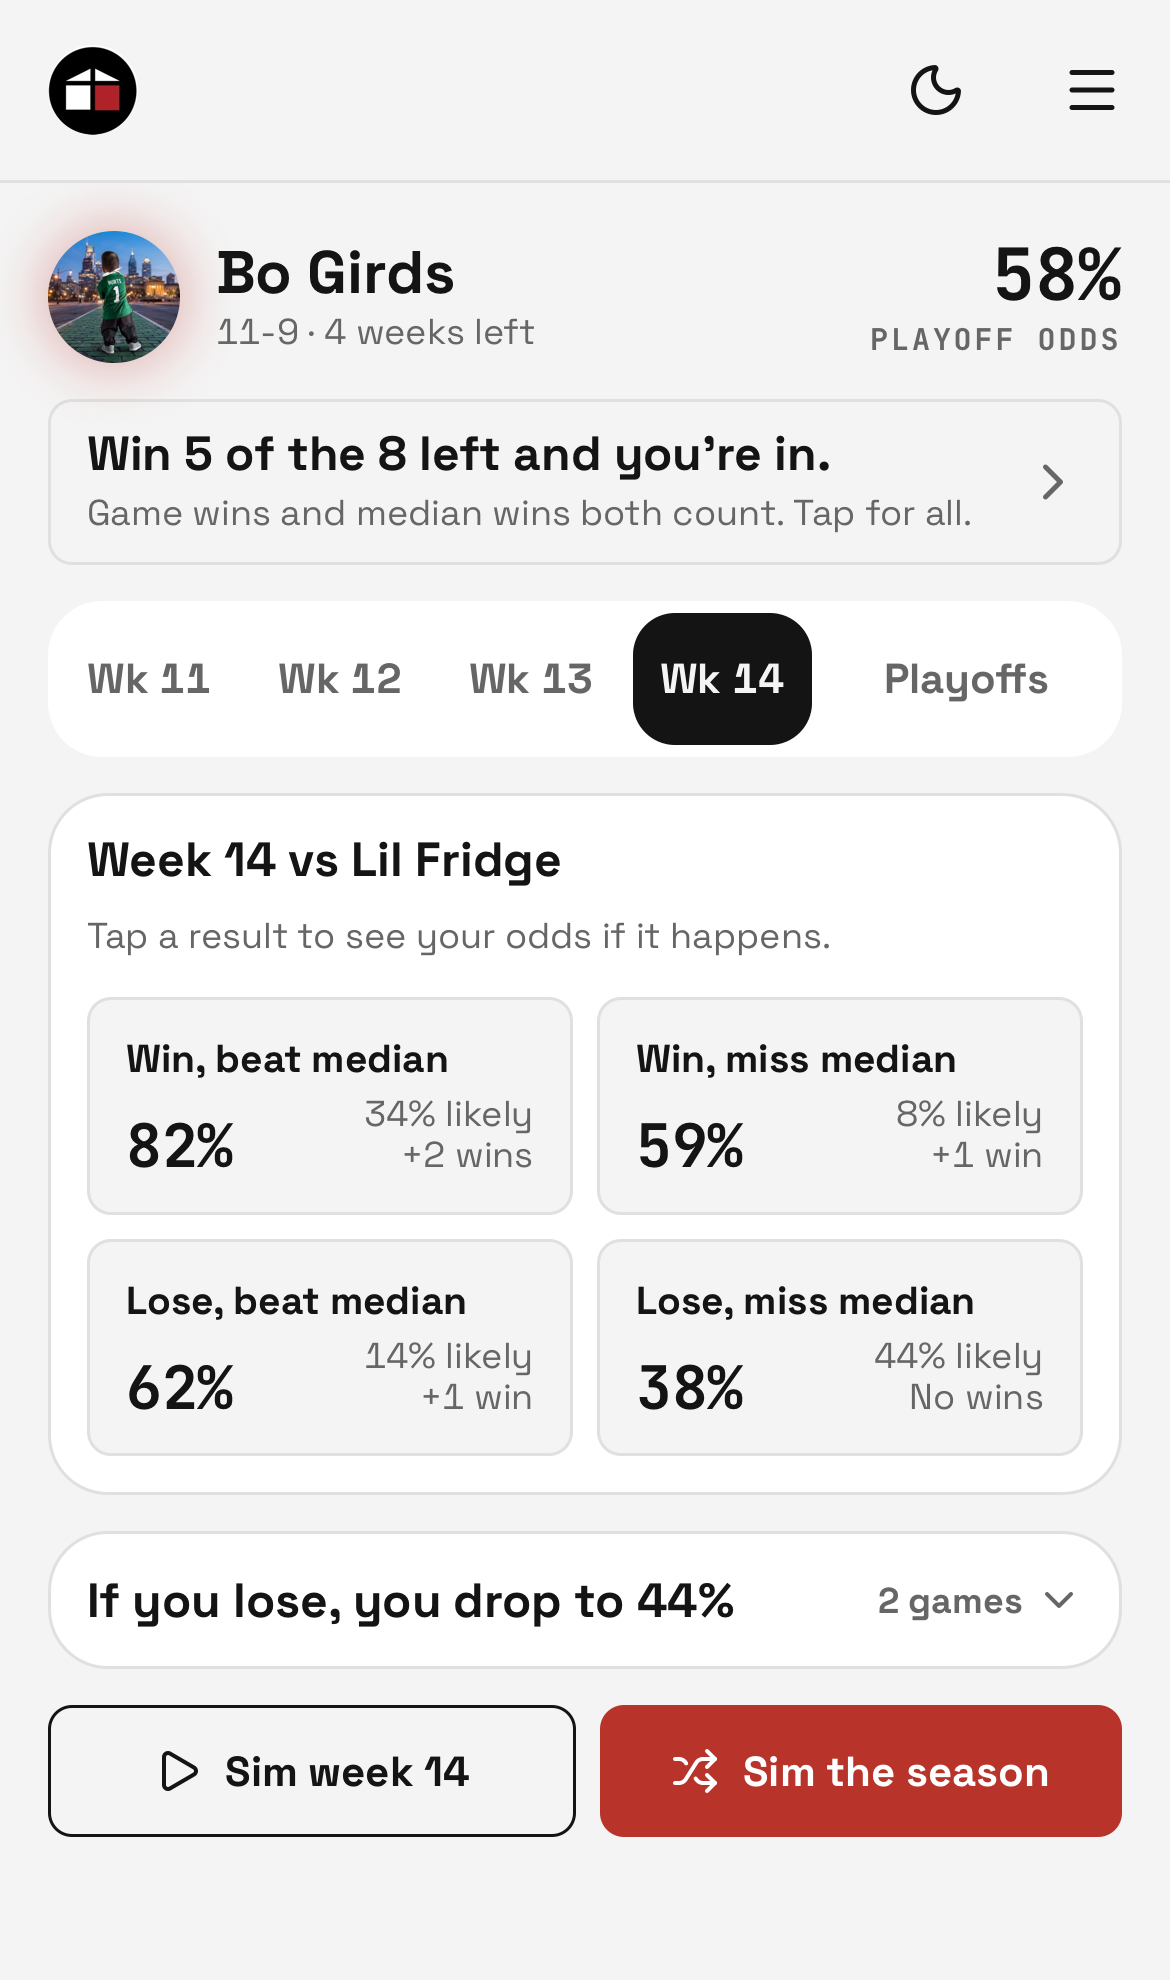 Bo Girds
11-9 · 4 weeks left
58%
PLAYOFF ODDS
Win 5 of the 8 left and you’re in.
Game wins and median wins both count. Tap for all.
Wk 11
Wk 12
Wk 13
Wk 14
Playoffs
Week 14 vs Lil Fridge
Tap a result to see your odds if it happens.
Win, beat median
82%
34% likely
+2 wins
Win, miss median
59%
8% likely
+1 win
Lose, beat median
62%
14% likely
+1 win
Lose, miss median
38%
44% likely
No wins
If you lose, you drop to 44%
2 games
Sim week 14
Sim the season